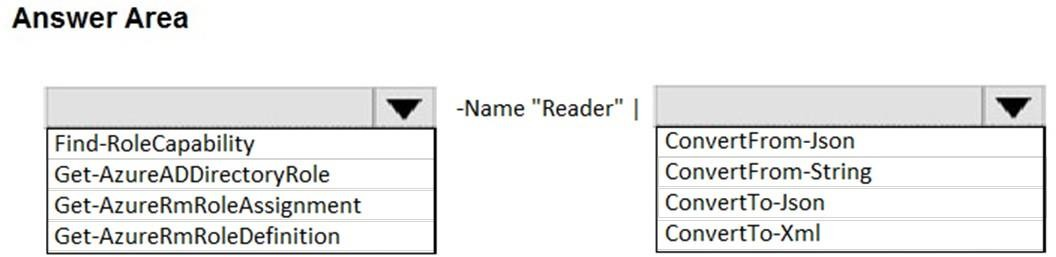 Answer Area
-Name "Reader" |
Find-RoleCapability
Get-AzureADDirectoryRole
Get-AzureRmRoleAssignment
Get-AzureRmRoleDefinition
ConvertFrom-Json
ConvertFrom-String
ConvertTo-Json
ConvertTo-Xml